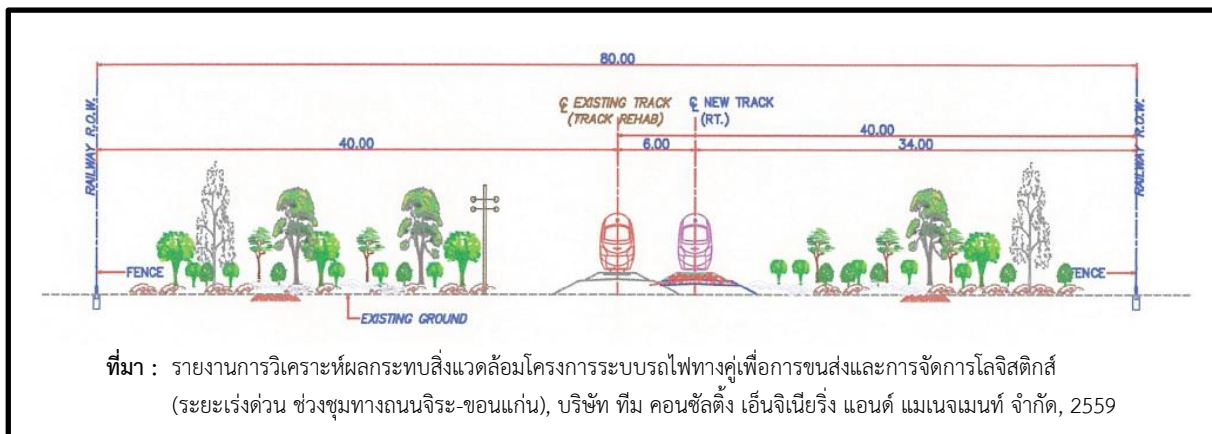 80.00
℄ EXISTING TRACK
(TRACK REHAB)
℄ NEW TRACK
(RT.)
40.00
40.00
6.00
34.00
RAILWAY R.O.W.
RAILWAY R.O.W.
FENCE
FENCE
EXISTING GROUND
ที่มา : รายงานการวิเคราะห์ผลกระทบสิ่งแวดล้อมโครงการระบบรถไฟทางคู่เพื่อการขนส่งและการจัดการโลจิสติกส์
(ระยะเร่งด่วน ช่วงชุมทางถนนจิระ-ขอนแก่น), บริษัท ทีม คอนซัลติ้ง เอ็นจิเนียริ่ง แอนด์ แมเนจเมนท์ จำกัด, 2559